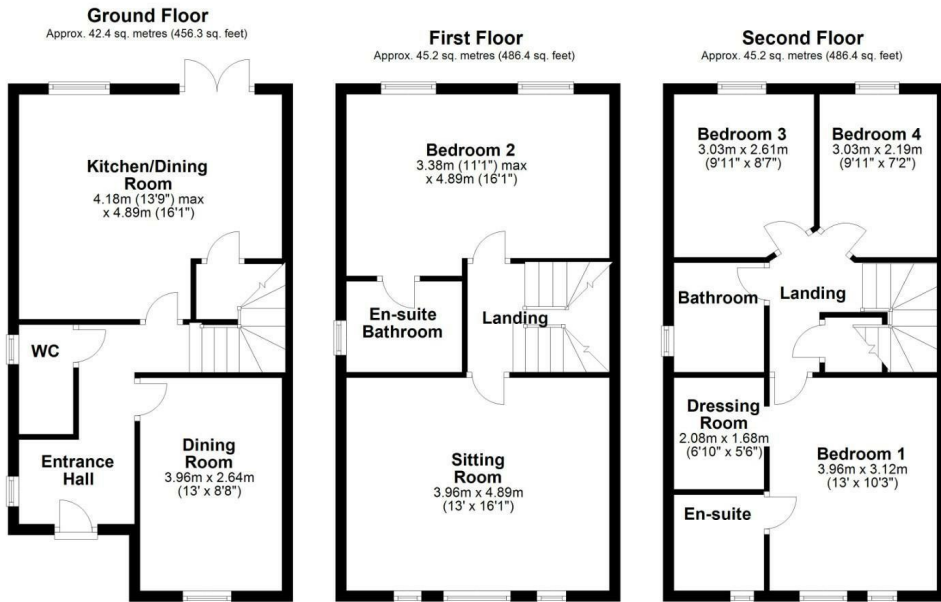 Ground Floor
Approx. 42.4 sq. metres (456.3 sq. feet)
Kitchen/Dining
Room
4.18m (13'9") max
x 4.89m (16'1")
WC
Entrance
Hall
Dining
Room
3.96m x 2.64m
(13' x 8'8")
First Floor
Approx. 45.2 sq. metres (486.4 sq. feet)
Bedroom 2
3.38m (11'1") max
x 4.89m (16'1")
En-suite
Bathroom
Landing
Sitting
Room
3.96m x 4.89m
(13' x 16'1")
Second Floor
Approx. 45.2 sq. metres (486.4 sq. feet)
Bedroom 3
3.03m x 2.61m
(9'11" x 8'7")
Bedroom 4
3.03m x 2.19m
(9'11" x 7'2")
Bathroom
Landing
Dressing
Room
2.08m x 1.68m
(6'10" x 5'6")
Bedroom 1
3.96m x 3.12m
(13' x 10'3")
En-suite